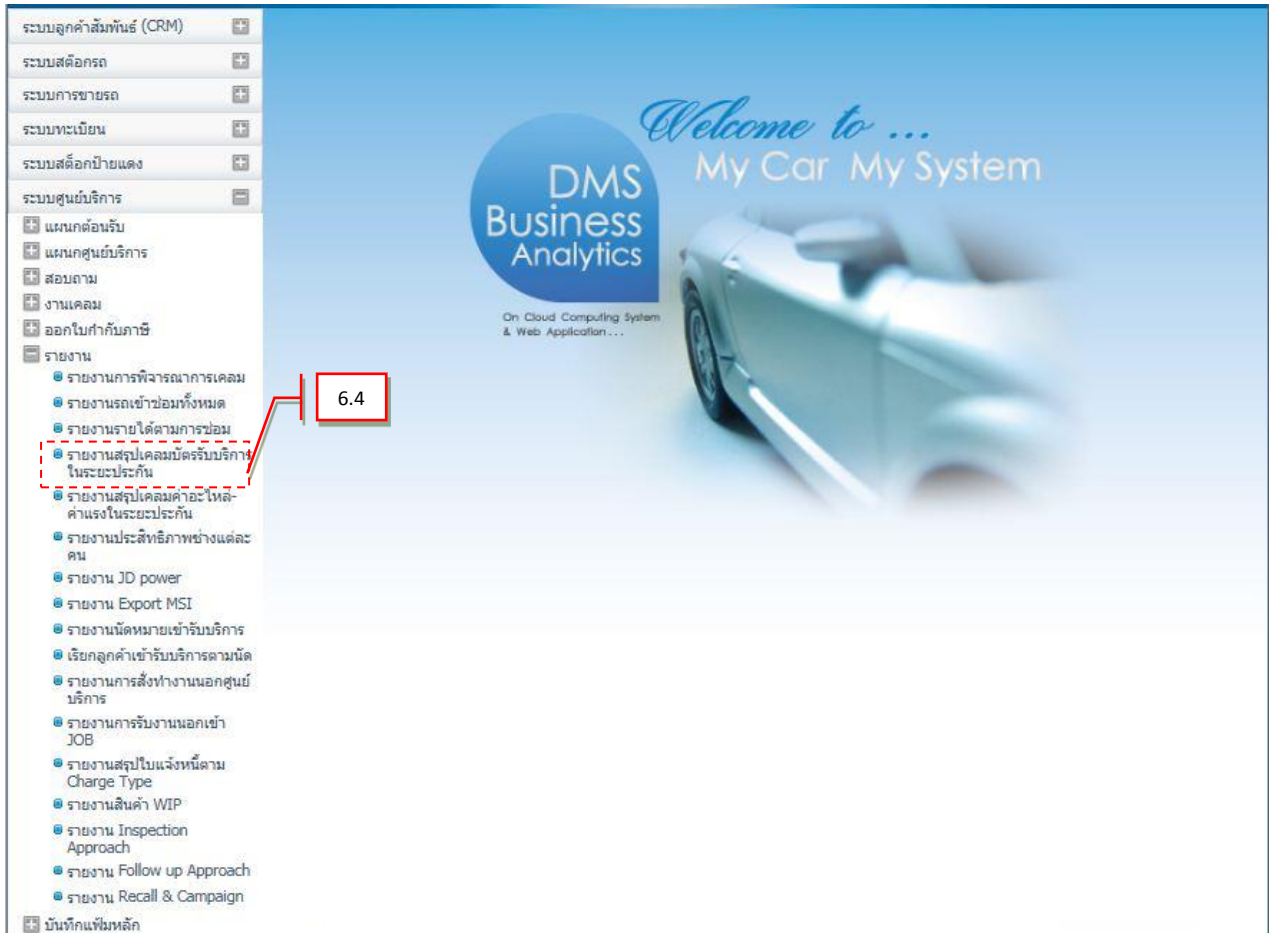 ระบบลูกค้าสัมพันธ์ (CRM)
ระบบสต๊อกรถ
ระบบการขายรถ
ระบบทะเบียน
ระบบสต็อกป้ายแดง
ระบบศูนย์บริการ
แผนกต้อนรับ
แผนกศูนย์บริการ
สอบถาม
งานเคลม
ออกใบกำกับภาษี
รายงาน
รายงานการพิจารณาการเคลม
รายงานรถเข้าซ่อมทั้งหมด
รายงานรายได้ตามการซ่อม
รายงานสรุปเคลมบัตรรับบริการ
ในระยะประกัน
รายงานสรุปเคลมค่าอะไหล่-
ค่าแรงในระยะประกัน
รายงานประสิทธิภาพช่างแต่ละ
คน
รายงาน JD power
รายงาน Export MSI
รายงานนัดหมายเข้ารับบริการ
เรียกลูกค้าเข้ารับบริการตามนัด
รายงานการสั่งทำงานนอกศูนย์
บริการ
รายงานการรับงานนอกเข้า
JOB
รายงานสรุปใบแจ้งหนี้ตาม
Charge Type
รายงานสินค้า WIP
รายงาน Inspection
Approach
รายงาน Follow up Approach
รายงาน Recall & Campaign
บันทึกแฟ้มหลัก
6.4
Welcome to ...
My Car My System
DMS
Business
Analytics
On Cloud Computing System
& Web Application...